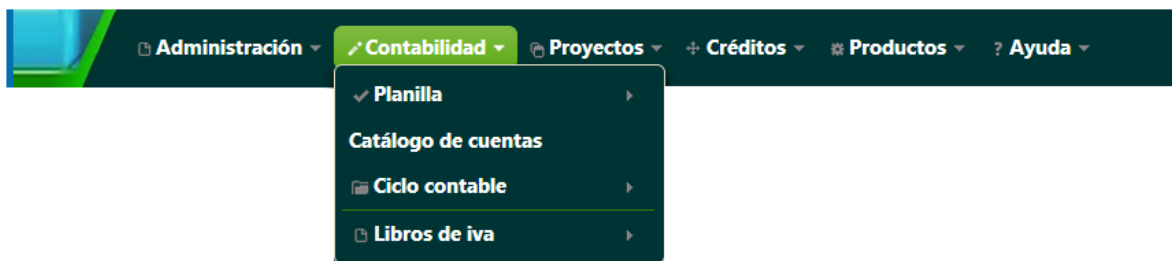 Administración Contabilidad Proyectos Créditos Productos ? Ayuda
Planilla
Catálogo de cuentas
Ciclo contable
Libros de iva